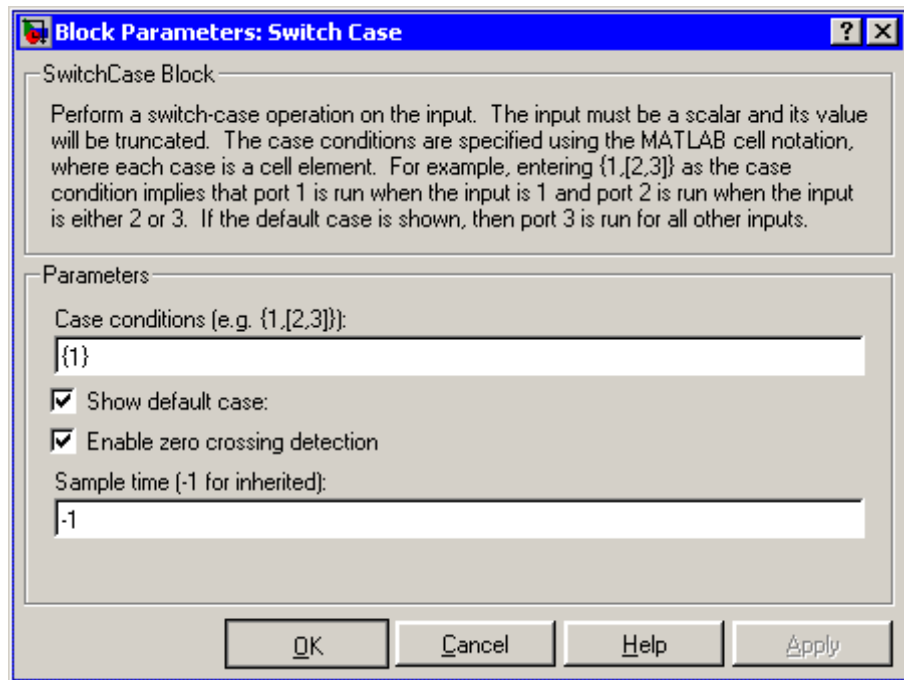 Block Parameters: Switch Case
SwitchCase Block
Perform a switch-case operation on the input. The input must be a scalar and its value
will be truncated. The case conditions are specified using the MATLAB cell notation,
where each case is a cell element. For example, entering {1,[2,3]} as the case
condition implies that port 1 is run when the input is 1 and port 2 is run when the input
is either 2 or 3. If the default case is shown, then port 3 is run for all other inputs.
Parameters
Case conditions (e.g. {1,[2,3]}):
{1}
Show default case:
Enable zero crossing detection
Sample time (-1 for inherited):
-1
OK Cancel Help Apply